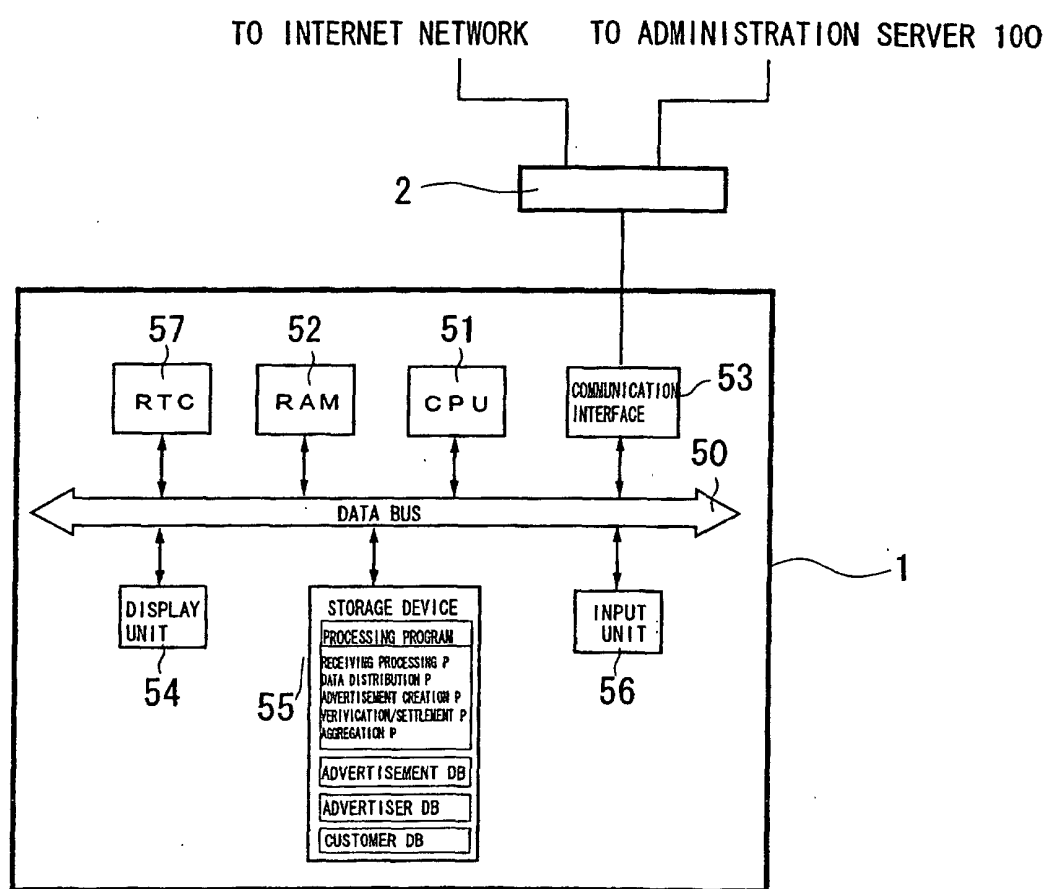 TO INTERNET NETWORK
TO ADMINISTRATION SERVER 100
2
57
52
51
53
RTC
RAM
CPU
COMMUNICATION
INTERFACE
50
DATA BUS
1
DISPLAY
UNIT
54
STORAGE DEVICE
PROCESSING PROGRAM
RECEIVING PROCESSING P
DATA DISTRIBUTION P
ADVERTISEMENT CREATION P
VERIVICATION/SETTLEMENT P
AGGREGATION P
ADVERTISEMENT DB
ADVERTISER DB
CUSTOMER DB
55
INPUT
UNIT
56